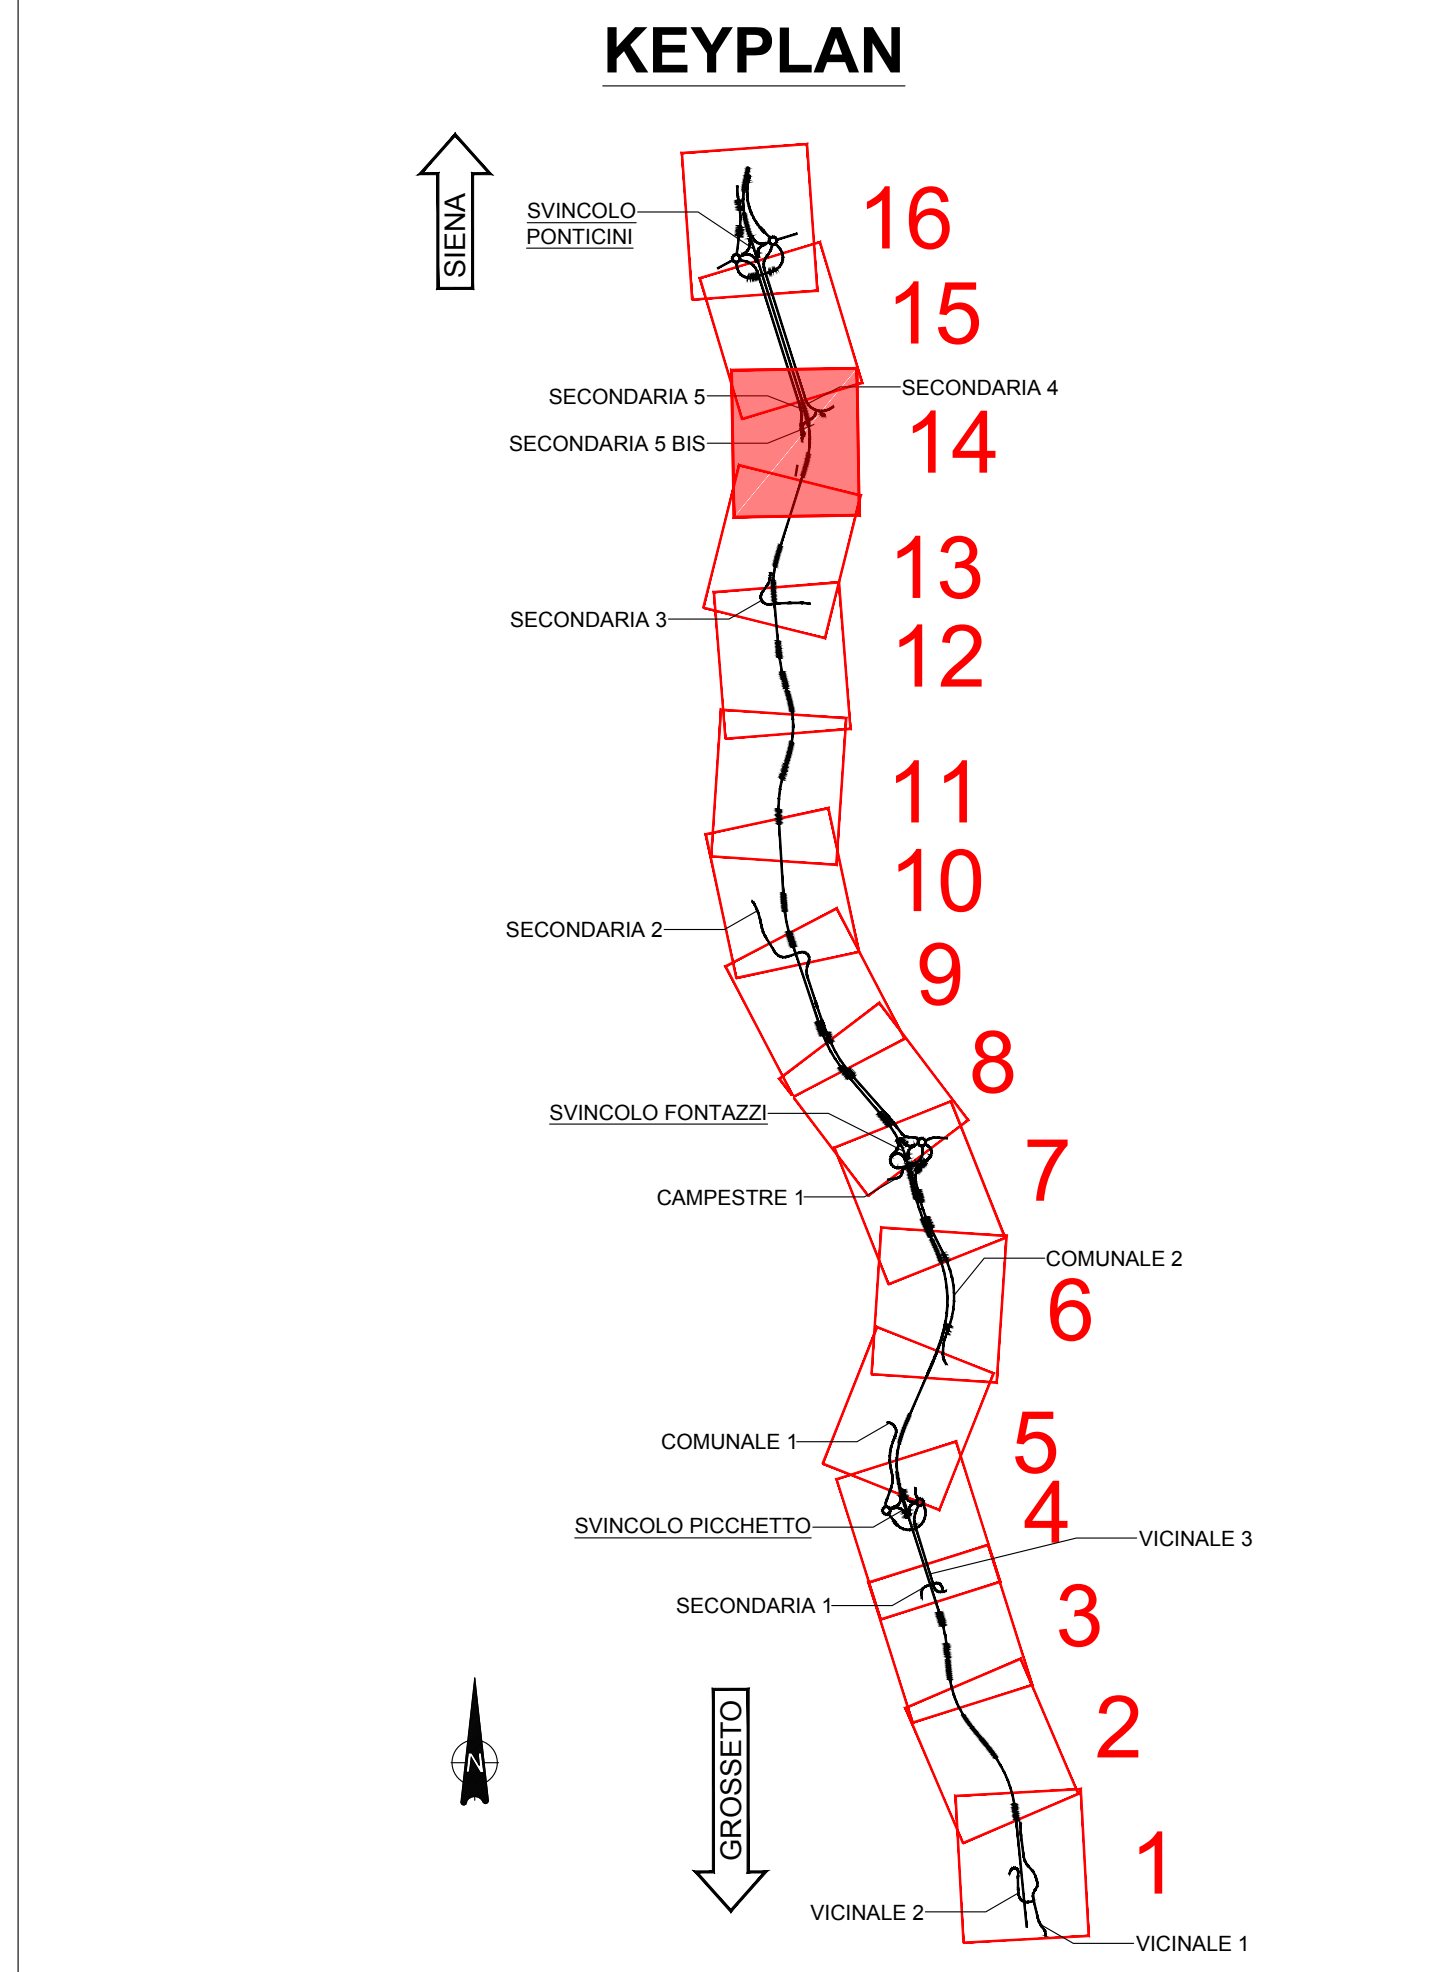 KEYPLAN
SIENA
SVINCOLO
PONTICINI
16
15
SECONDARIA 5
SECONDARIA 4
SECONDARIA 5 BIS
14
13
SECONDARIA 3
12
11
10
SECONDARIA 2
9
8
SVINCOLO FONTAZZI
7
CAMPESTRE 1
COMUNALE 2
6
COMUNALE 1
5
4
SVINCOLO PICCHETTO
VICINALE 3
SECONDARIA 1
3
2
N
GROSSETO
1
VICINALE 2
VICINALE 1